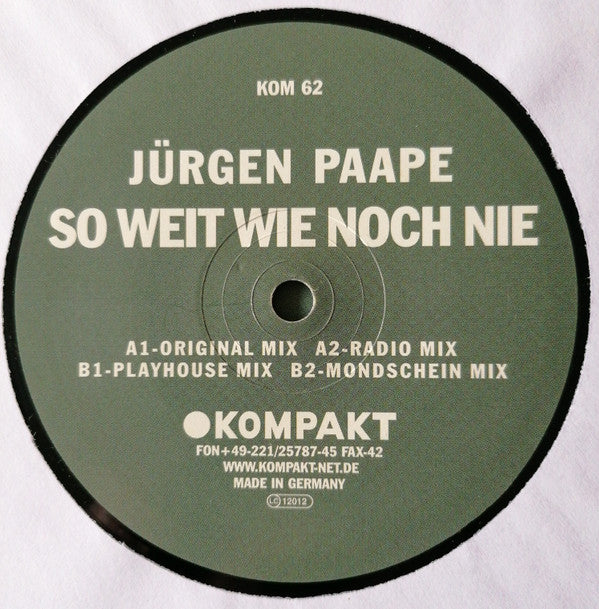 KOM 62
JÜRGEN PAAPE
SO WEIT WIE NOCH NIE
A1-ORIGINAL MIX A2-RADIO MIX
B1-PLAYHOUSE MIX B2-MONDSCHEIN MIX
KOMPAKT
FON+49-221/25787-45 FAX-42
WWW.KOMPAKT-NET.DE
MADE IN GERMANY
LC 12012